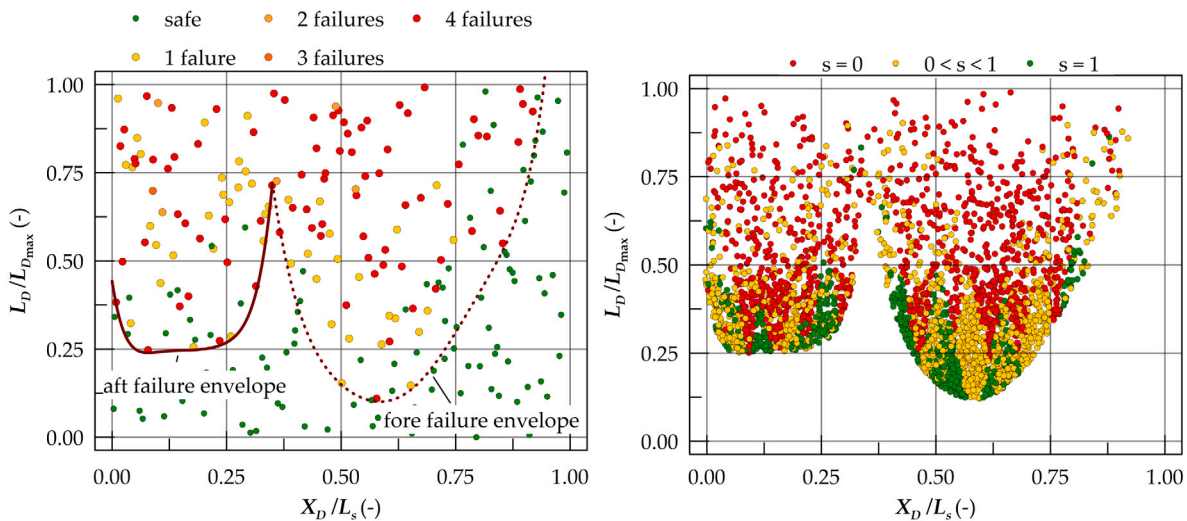 safe 2 failures 4 failures
1 falure 3 failures
1.00
0.75
0.50
0.25
0.00
L_D/L_Dmax (-)
aft failure envelope
fore failure envelope
0.00 0.25 0.50 0.75 1.00
X_D/L_s (-)
s = 0 0 < s < 1 s = 1
1.00
0.75
0.50
0.25
0.00
L_D/L_Dmax (-)
0.00 0.25 0.50 0.75 1.00
X_D/L_s (-)